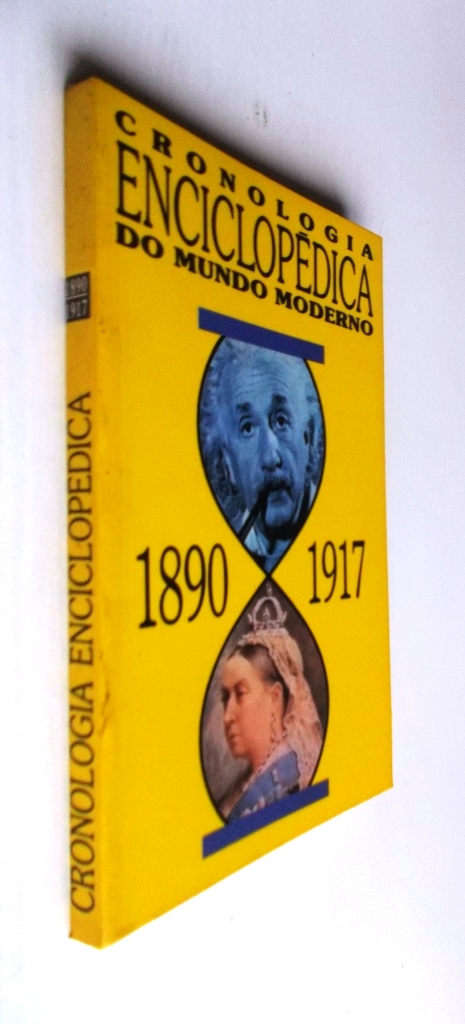 CRONOLOGIA
ENCICLOPÉDICA
DO MUNDO MODERNO
1890 1917
1890
1917
CRONOLOGIA ENCICLOPEDICA